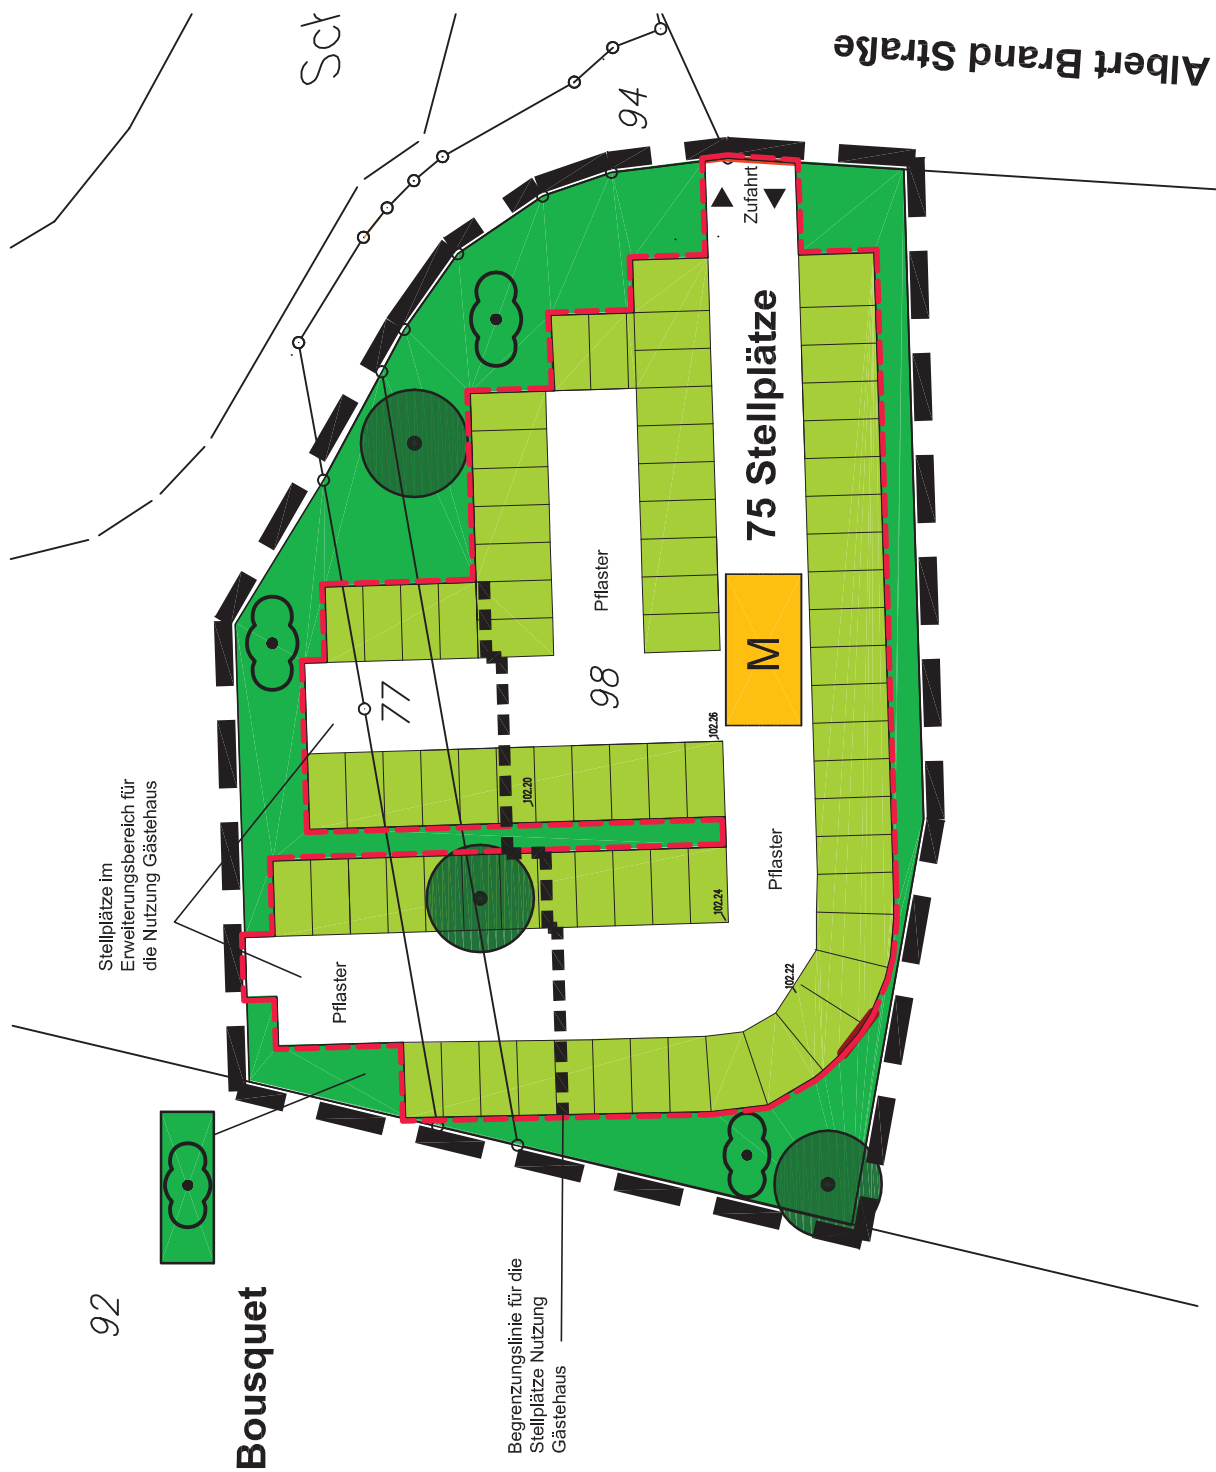 Albert Brand Straße
Sch
94
Zufahrt
75 Stellplätze
Pflaster
M
98
77
102.26
102.20
Stellplätze im
Erweiterungsbereich für
die Nutzung Gästehaus
Pflaster
102.24
102.22
Pflaster
92
Bousquet
Begrenzungslinie für die
Stellplätze Nutzung
Gästehaus